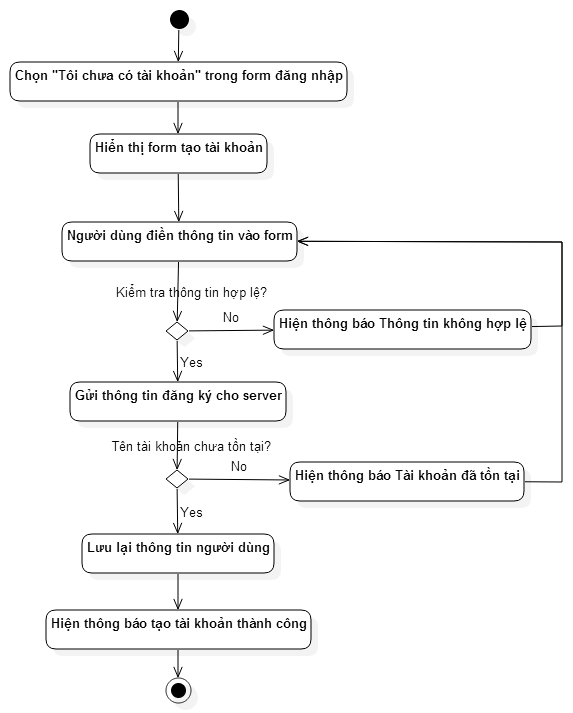 Chọn "Tôi chưa có tài khoản" trong form đăng nhập
Hiển thị form tạo tài khoản
Người dùng điền thông tin vào form
Kiểm tra thông tin hợp lệ?
No
Hiện thông báo Thông tin không hợp lệ
Yes
Gửi thông tin đăng ký cho server
Tên tài khoản chưa tồn tại?
No
Hiện thông báo Tài khoản đã tồn tại
Yes
Lưu lại thông tin người dùng
Hiện thông báo tạo tài khoản thành công